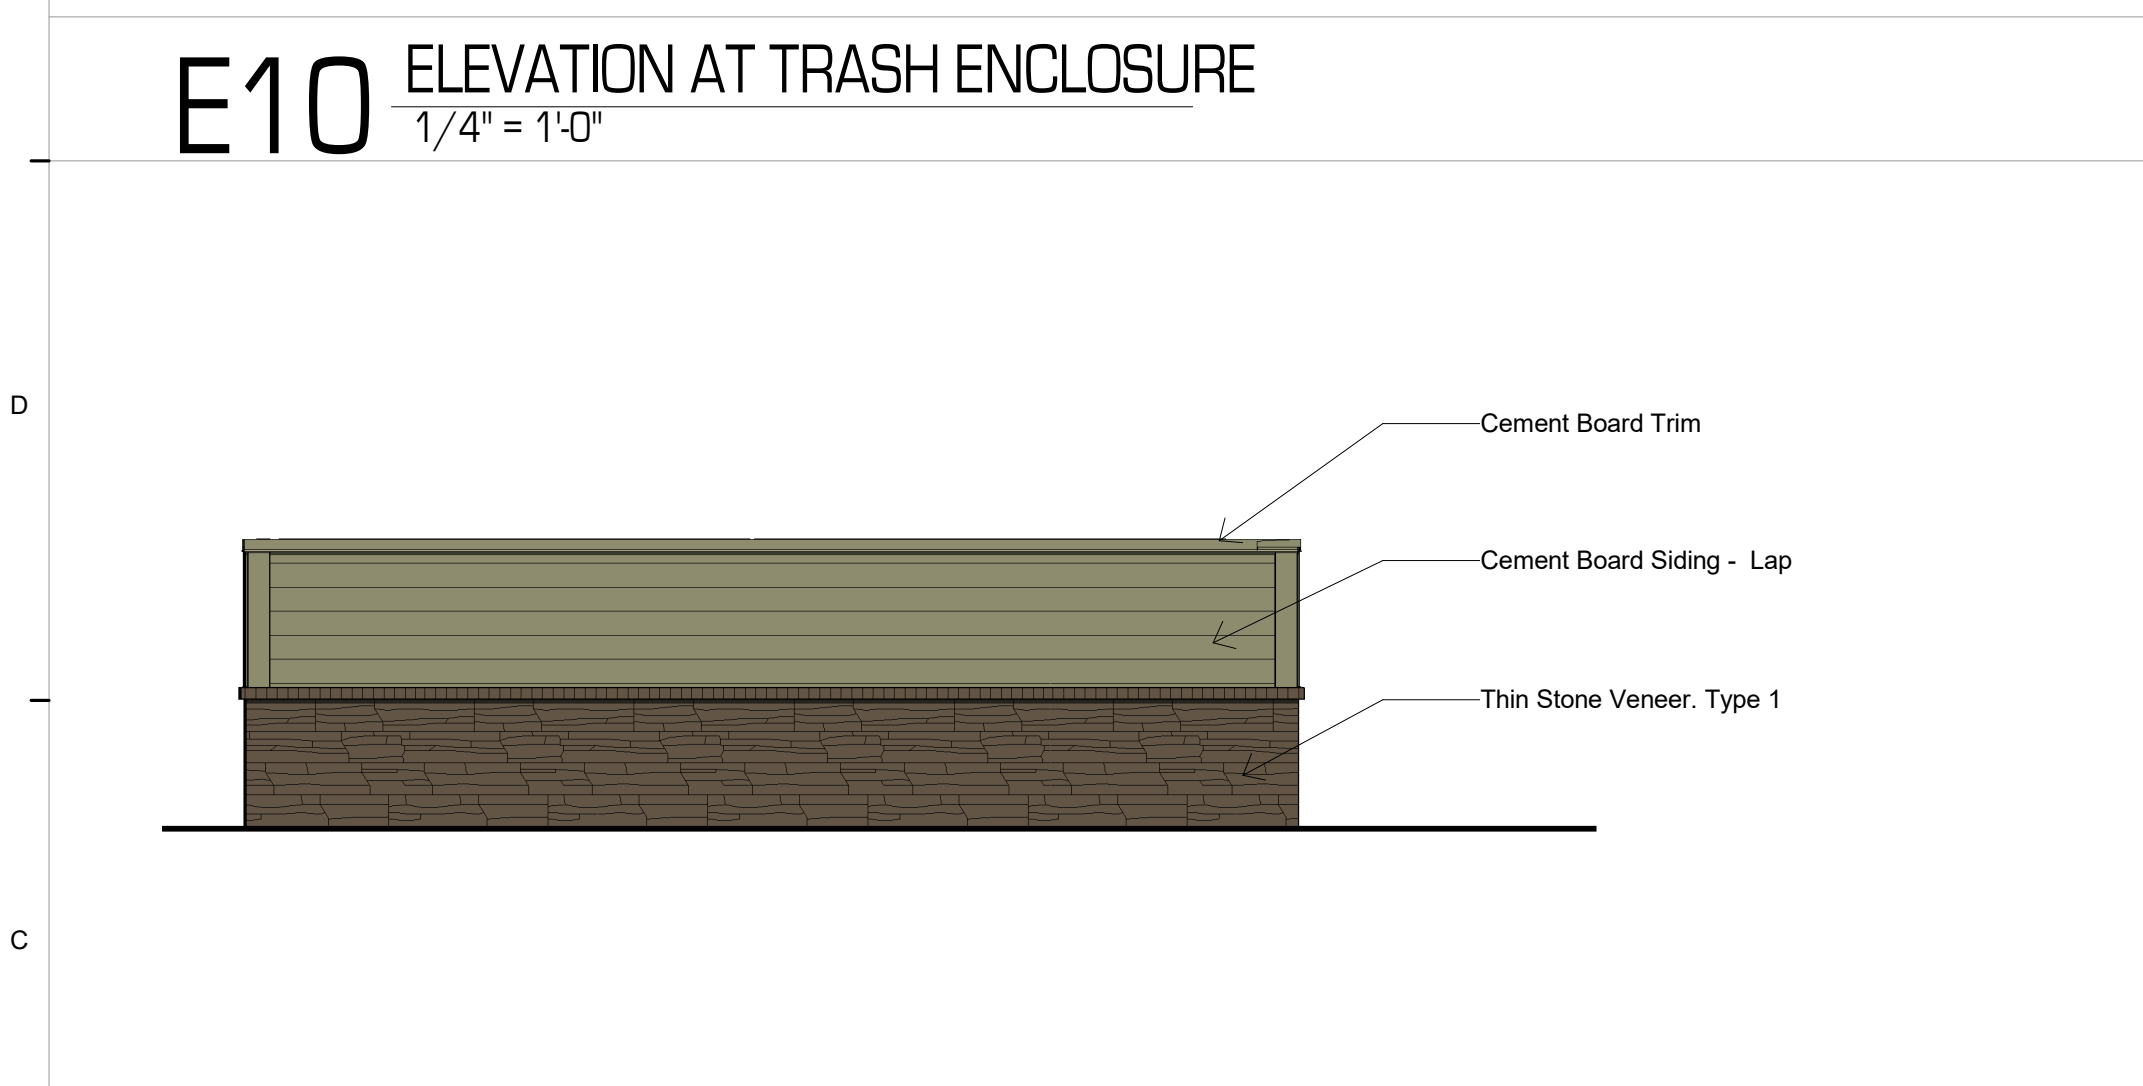 E10 ELEVATION AT TRASH ENCLOSURE
1/4" = 1'-0"
D
Cement Board Trim
Cement Board Siding -  Lap
Thin Stone Veneer. Type 1
C